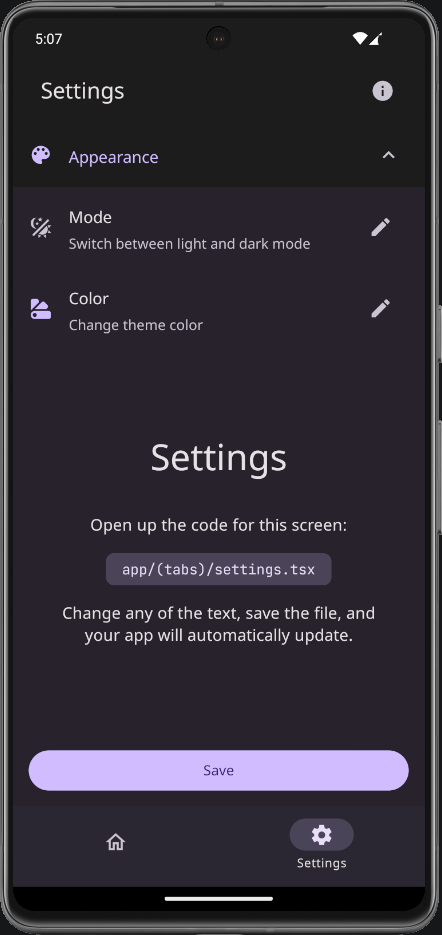 5:07
Settings
Appearance
Mode
Switch between light and dark mode
Color
Change theme color
Settings
Open up the code for this screen:
app/(tabs)/settings.tsx
Change any of the text, save the file, and
your app will automatically update.
Save
Settings